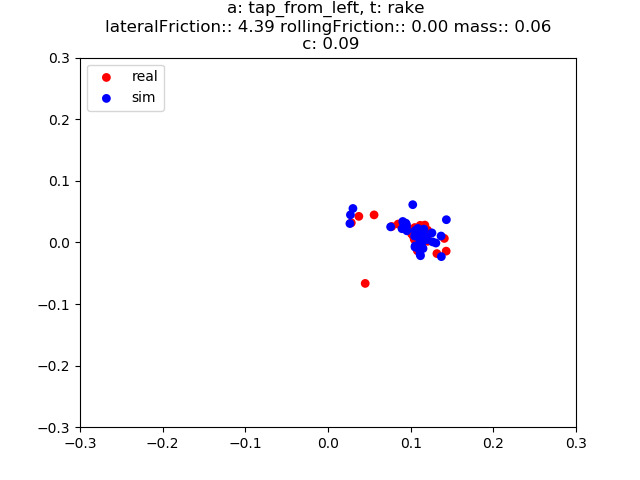 a: tap_from_left, t: rake
lateralFriction:: 4.39 rollingFriction:: 0.00 mass:: 0.06
c: 0.09
real
sim
0.3
0.2
0.1
0.0
−0.1
−0.2
−0.3
−0.3
−0.2
−0.1
0.0
0.1
0.2
0.3